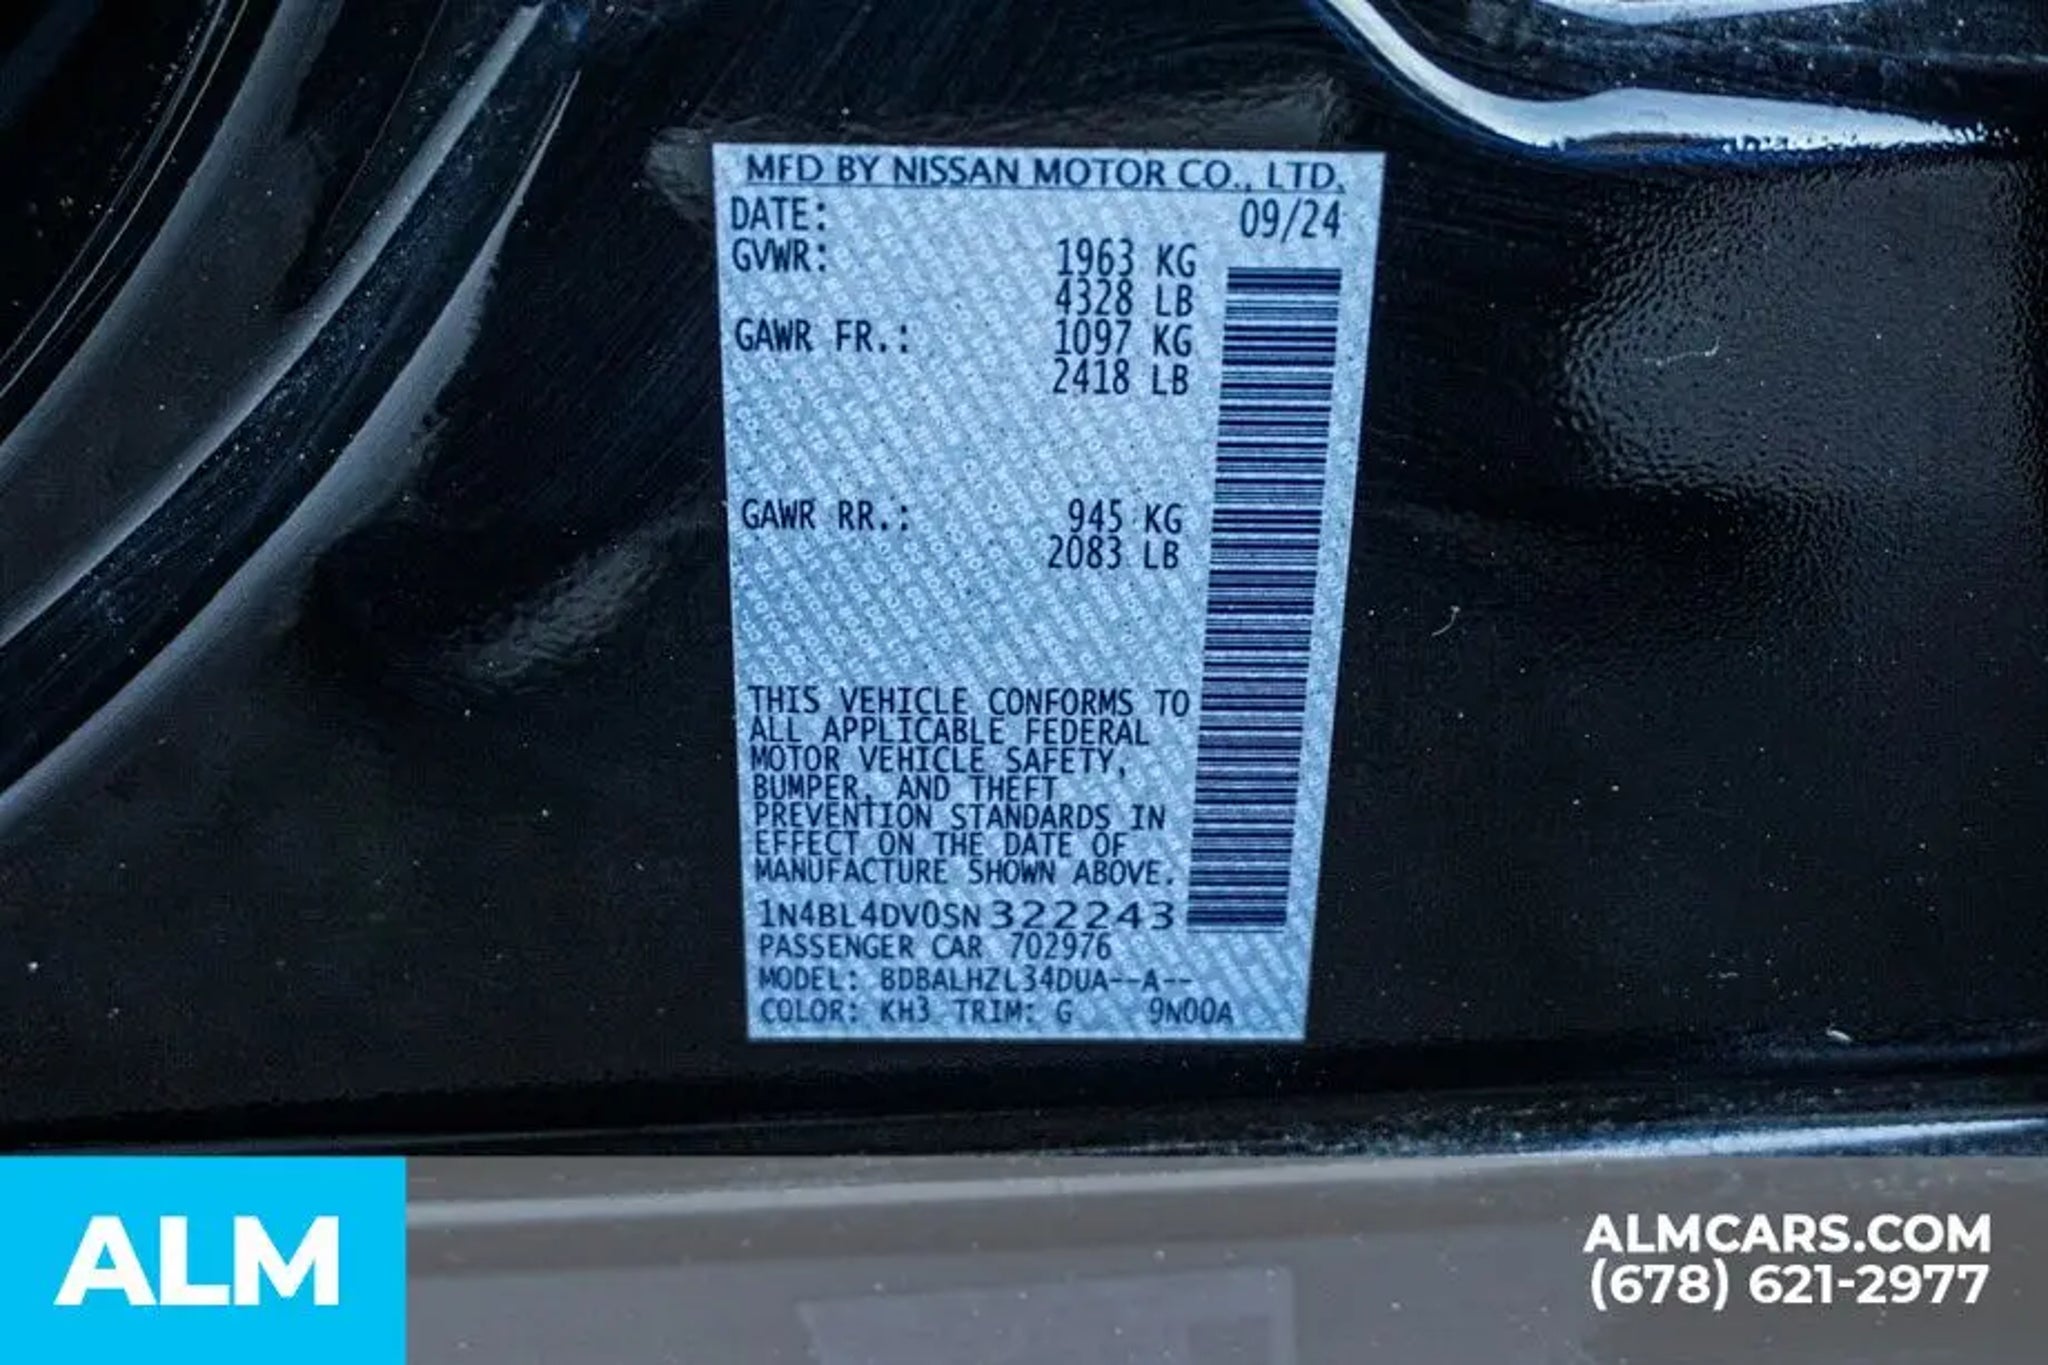 MFD BY NISSAN MOTOR CO., LTD.
DATE: 09/24
GVWR: 1963 KG
4328 LB
GAWR FR.: 1097 KG
2418 LB
GAWR RR.: 945 KG
2083 LB
THIS VEHICLE CONFORMS TO
ALL APPLICABLE FEDERAL
MOTOR VEHICLE SAFETY,
BUMPER, AND THEFT
PREVENTION STANDARDS IN
EFFECT ON THE DATE OF
MANUFACTURE SHOWN ABOVE.
1N4BL4DV0SN322243
PASSENGER CAR 702976
MODEL: BDBALHZL34DUA--A--
COLOR: KH3 TRIM: G 9N00A
ALM
ALMCARS.COM
(678) 621-2977